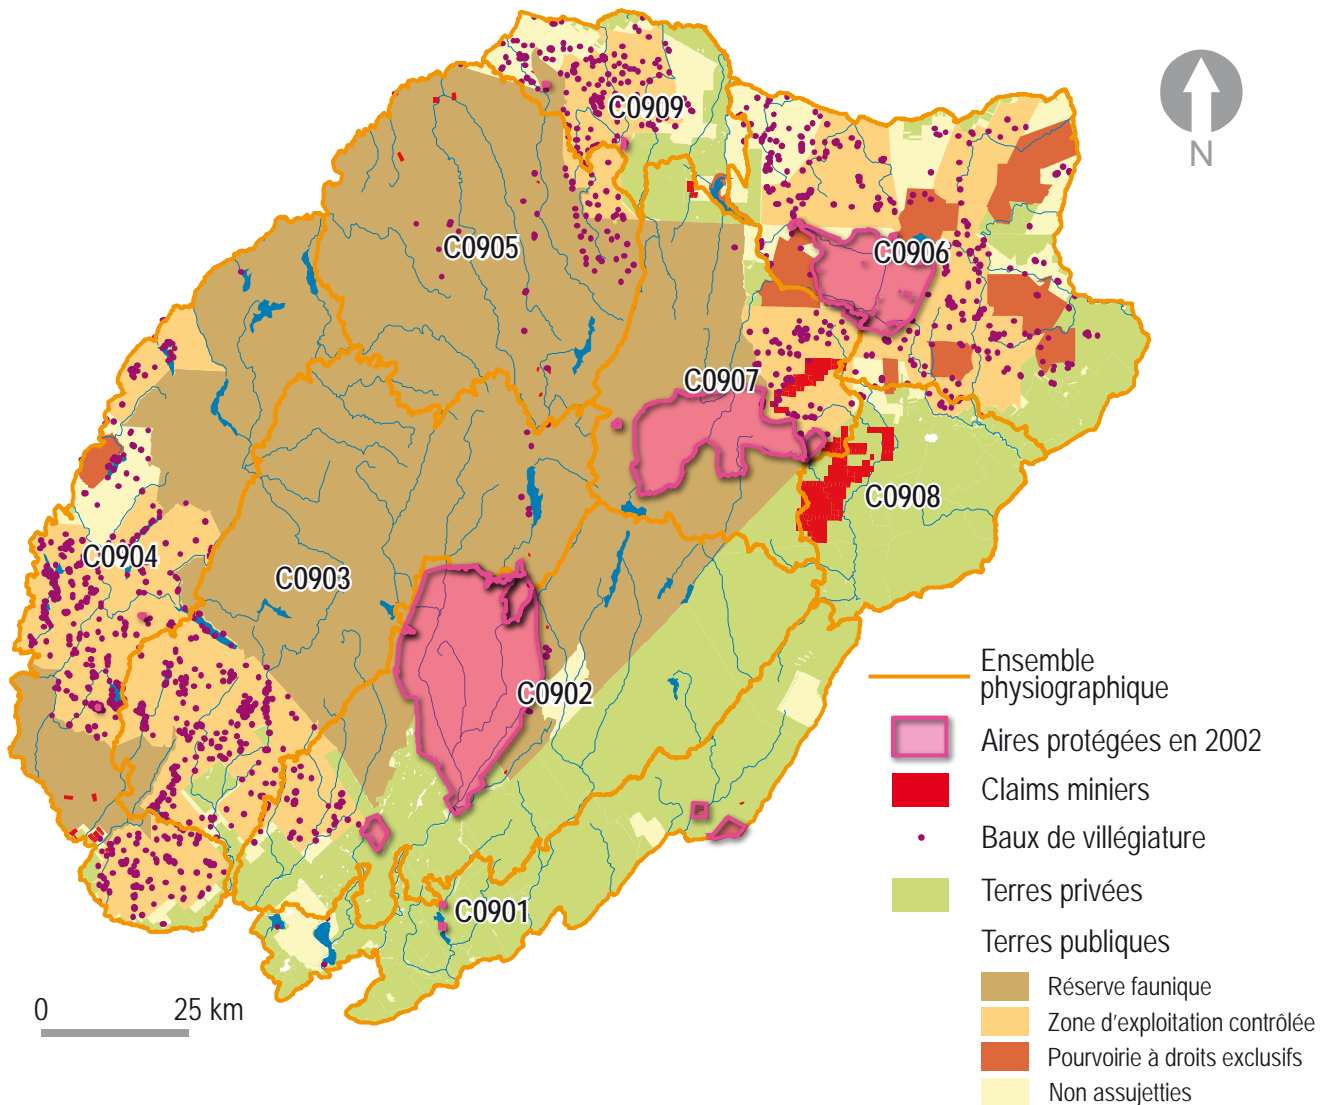 C0909
N
C0905
C0906
C0907
C0908
C0904
C0903
C0902
C0901
0 25 km
Ensemble
physiographique
Aires protégées en 2002
Claims miniers
Baux de villégiature
Terres privées
Terres publiques
Réserve faunique
Zone d'exploitation contrôlée
Pourvoirie à droits exclusifs
Non assujetties